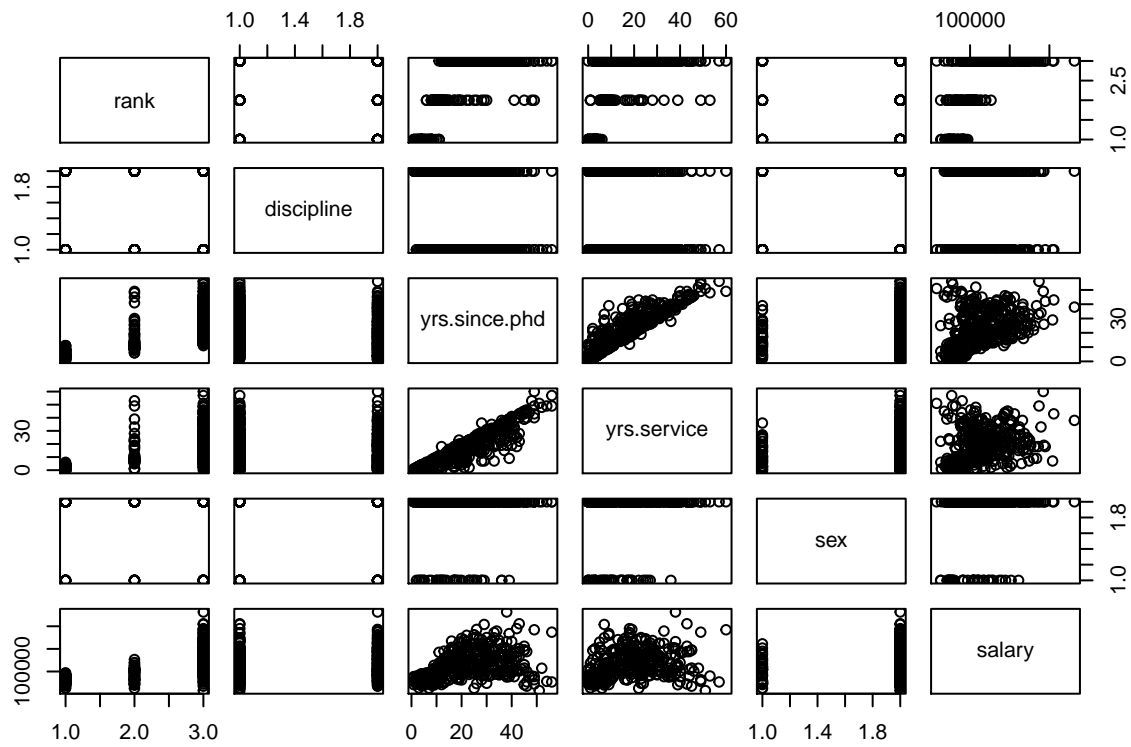 1.0 1.4 1.8 0 20 40 60 100000
rank 1.0 2.5
1.0 1.8 discipline
yrs.since.phd 0 30
0 30 yrs.service
sex 1.0 1.8
100000 salary
1.0 2.0 3.0 0 20 40 1.0 1.4 1.8